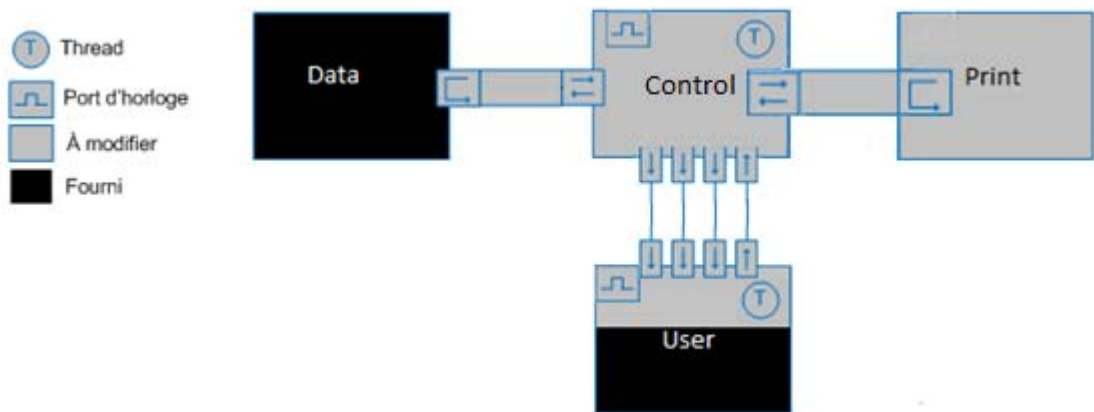 T
Thread
Port d'horloge
À modifier
Fourni
Data
T
Control
Print
T
User